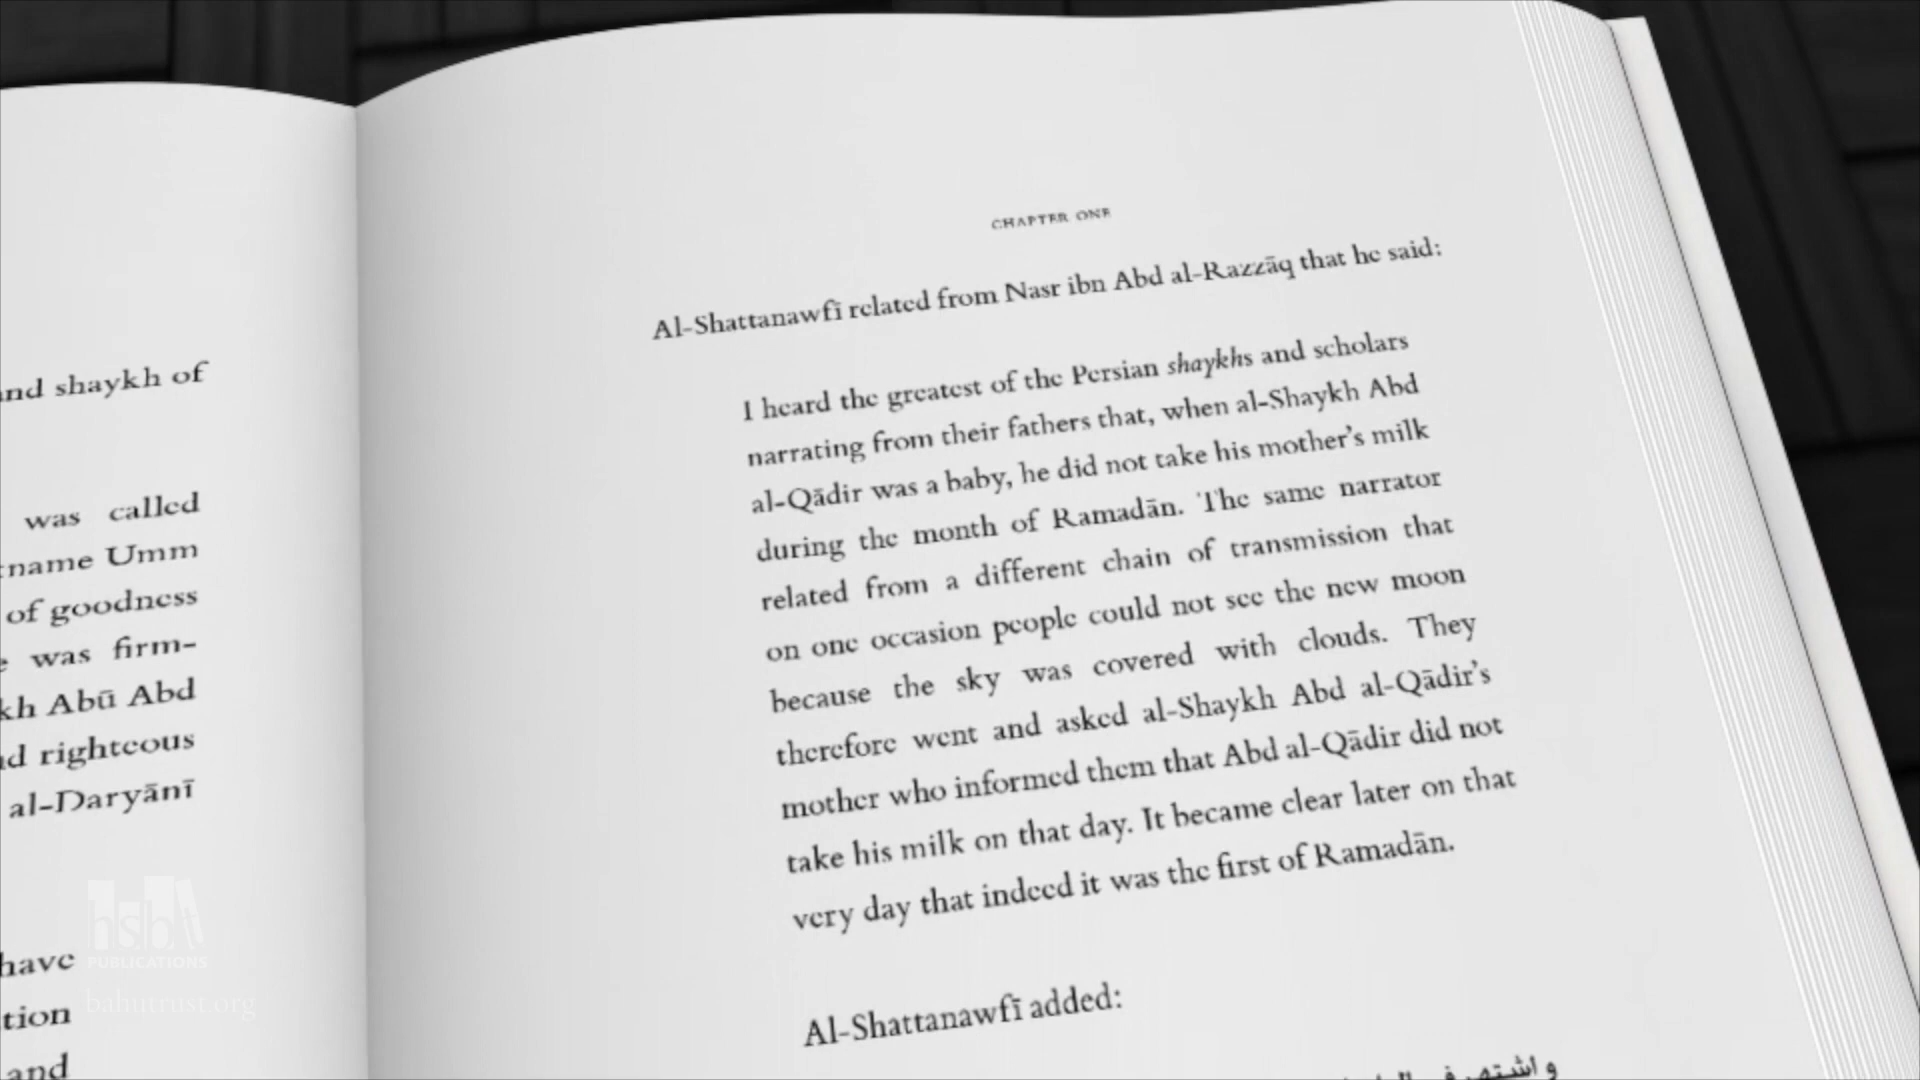 and shaykh of
was called
Umm
of goodness
was firm-
Abū Abd
righteous
al-Daryānī
have
and
CHAPTER ONE
Al-Shattanawfī related from Nasr ibn Abd al-Razzāq that he said:
I heard the greatest of the Persian shaykhs and scholars
narrating from their fathers that, when al-Shaykh Abd
al-Qādir was a baby, he did not take his mother's milk
during the month of Ramadān. The same narrator
related from a different chain of transmission that
on one occasion people could not see the new moon
because the sky was covered with clouds. They
therefore went and asked al-Shaykh Abd al-Qādir's
mother who informed them that Abd al-Qādir did not
take his milk on that day. It became clear later on that
very day that indeed it was the first of Ramadān.
Al-Shattanawfī added:
hsbt
PUBLICATIONS